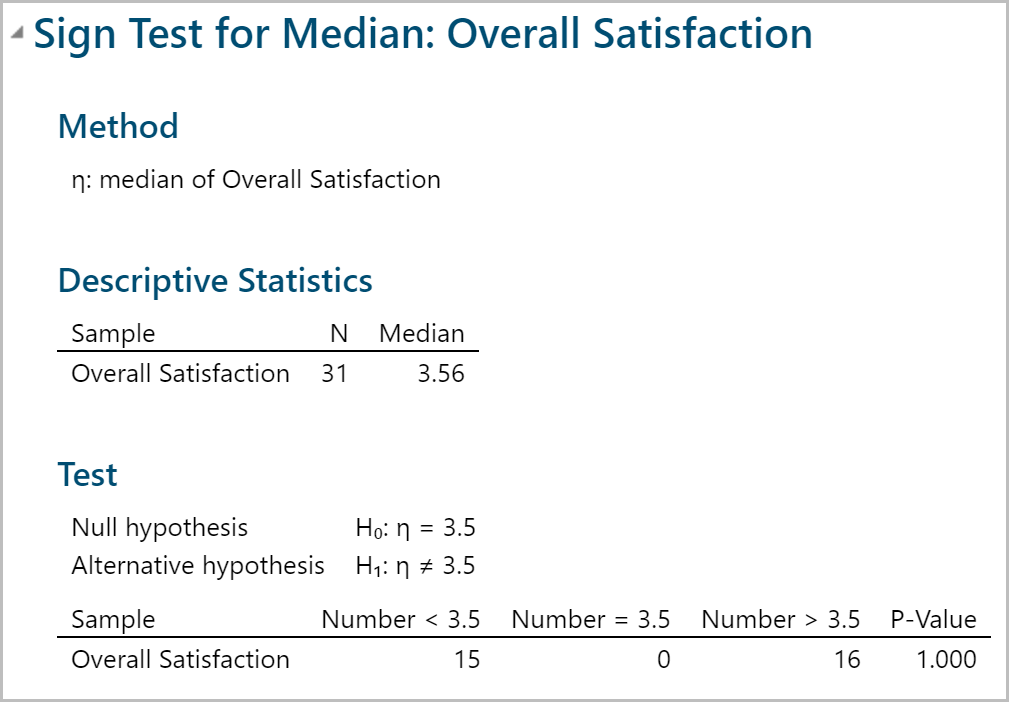 Sign Test for Median: Overall Satisfaction
Method
η: median of Overall Satisfaction
Descriptive Statistics
Sample N Median
Overall Satisfaction 31 3.56
Test
Null hypothesis H₀: η = 3.5
Alternative hypothesis H₁: η ≠ 3.5
Sample Number < 3.5 Number = 3.5 Number > 3.5 P-Value
Overall Satisfaction 15 0 16 1.000